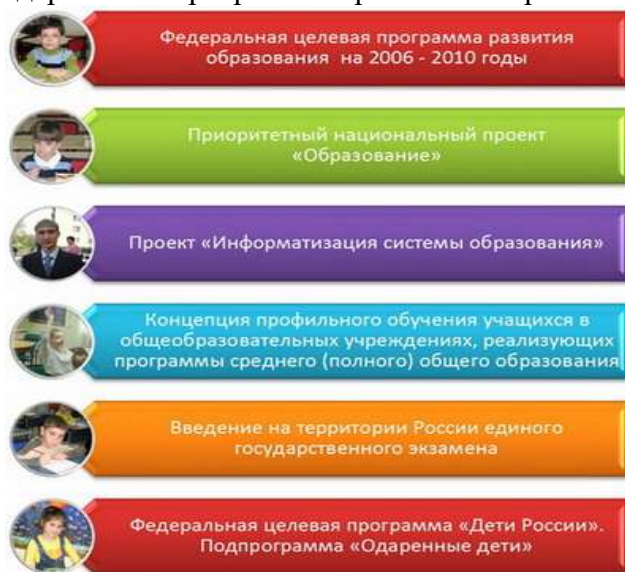 Федеральная целевая программа развития
образования на 2006 - 2010 годы
Приоритетный национальный проект
«Образование»
Проект «Информатизация системы образования»
Концепция профильного обучения учащихся в
общеобразовательных учреждениях, реализующих
программы среднего (полного) общего образования
Введение на территории России единого
государственного экзамена
Федеральная целевая программа «Дети России».
Подпрограмма «Одаренные дети»